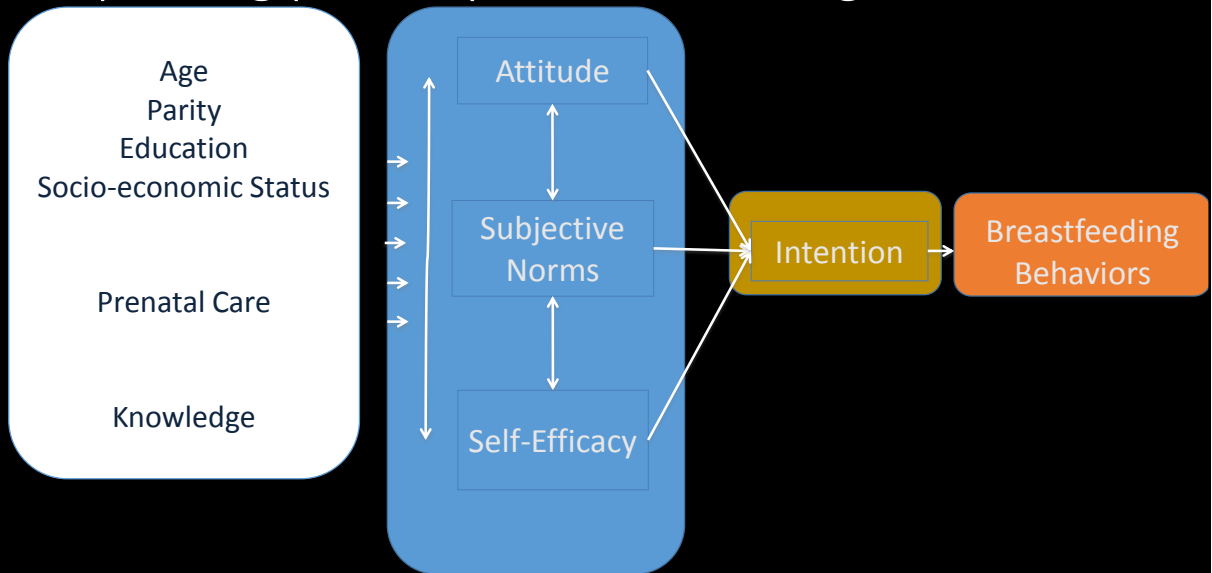 Age
Parity
Education
Socio-economic Status
Prenatal Care
Knowledge
Attitude
Subjective
Norms
Self-Efficacy
Intention
Breastfeeding
Behaviors